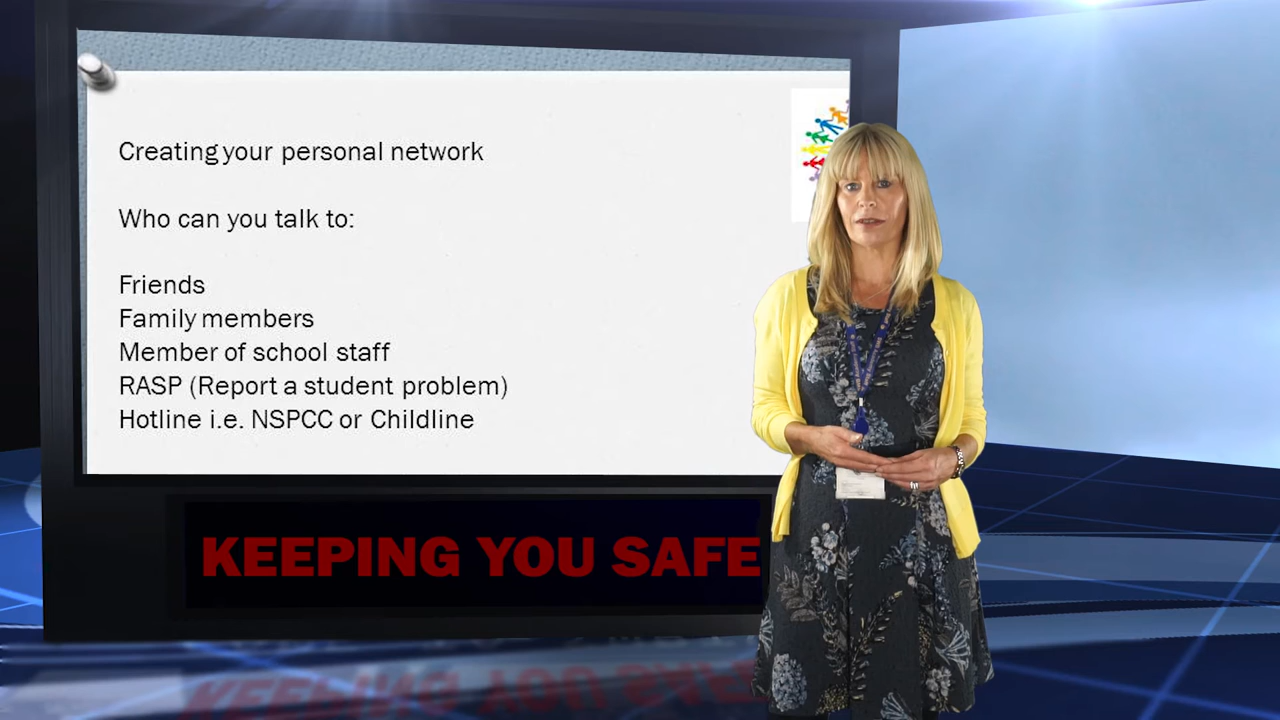 Creating your personal network
Who can you talk to:
Friends
Family members
Member of school staff
RASP (Report a student problem)
Hotline i.e. NSPCC or Childline
KEEPING YOU SAFE